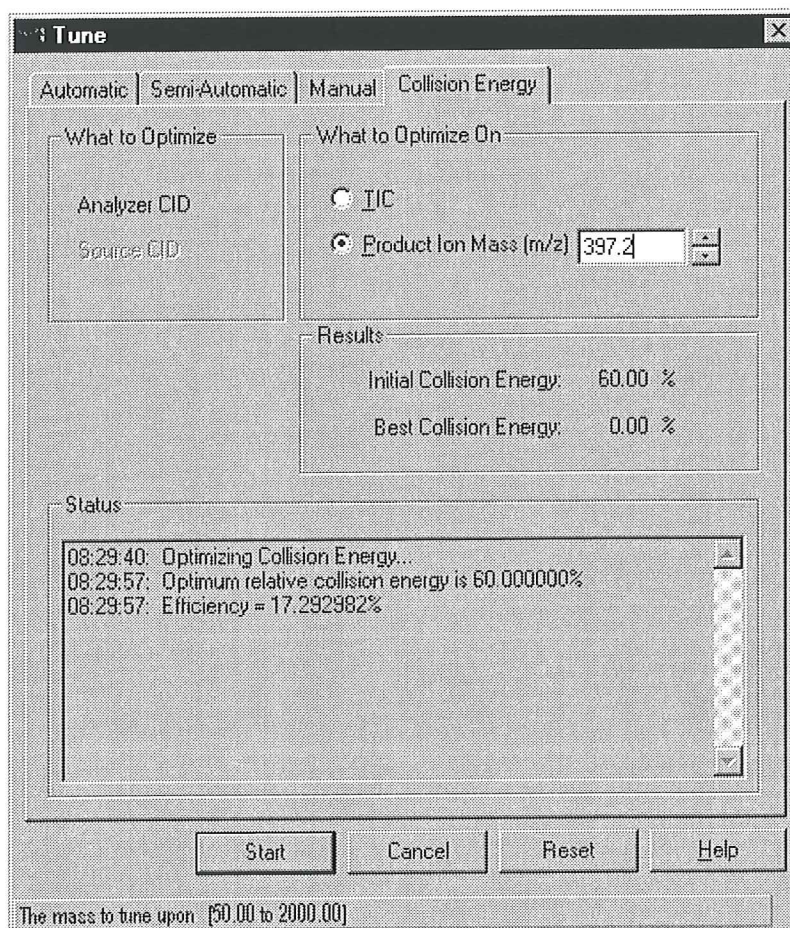 Tune
Automatic Semi-Automatic Manual Collision Energy
What to Optimize
Analyzer CID
Source CID
What to Optimize On
TIC
Product Ion Mass (m/z) 397.2
Results
Initial Collision Energy: 60.00 %
Best Collision Energy: 0.00 %
Status
08:29:40: Optimizing Collision Energy...
08:29:57: Optimum relative collision energy is 60.000000%
08:29:57: Efficiency = 17.292982%
Start Cancel Reset Help
The mass to tune upon [50.00 to 2000.00]